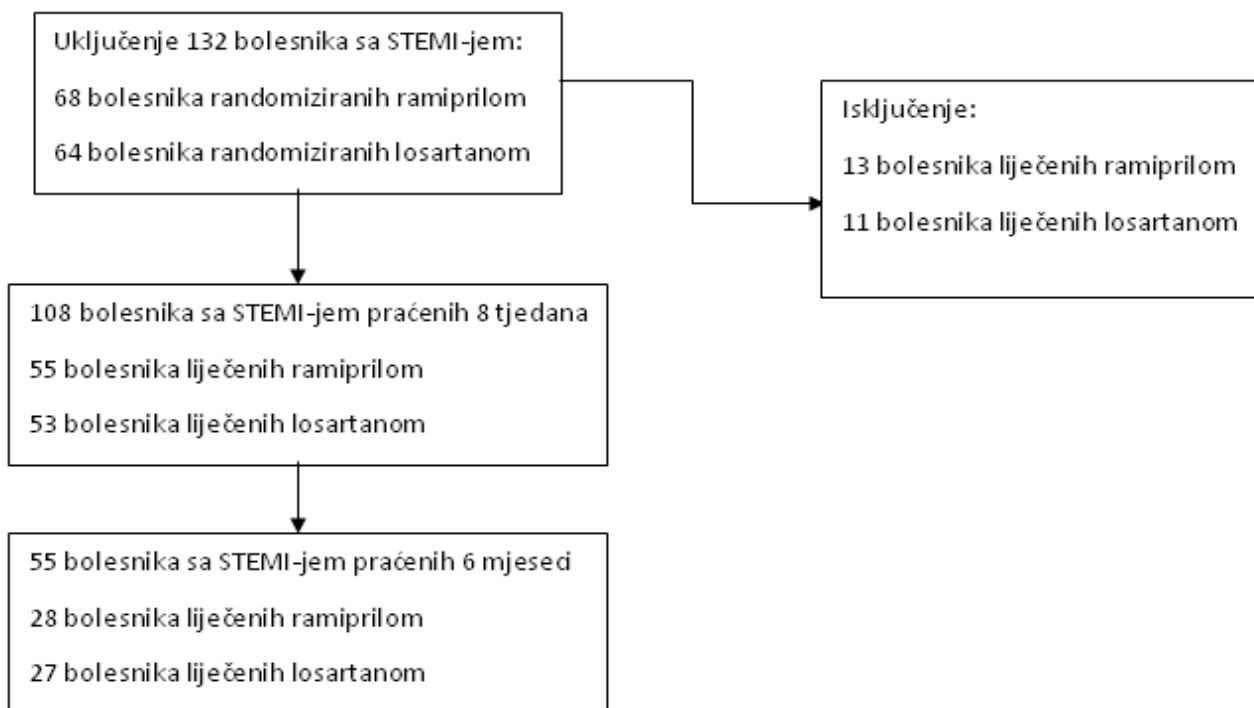 Uključenje 132 bolesnika sa STEMI-jem:
68 bolesnika randomiziranih ramiprilom
64 bolesnika randomiziranih losartanom
Isključenje:
13 bolesnika liječenih ramiprilom
11 bolesnika liječenih losartanom
108 bolesnika sa STEMI-jem praćenih 8 tjedana
55 bolesnika liječenih ramiprilom
53 bolesnika liječenih losartanom
55 bolesnika sa STEMI-jem praćenih 6 mjeseci
28 bolesnika liječenih ramiprilom
27 bolesnika liječenih losartanom